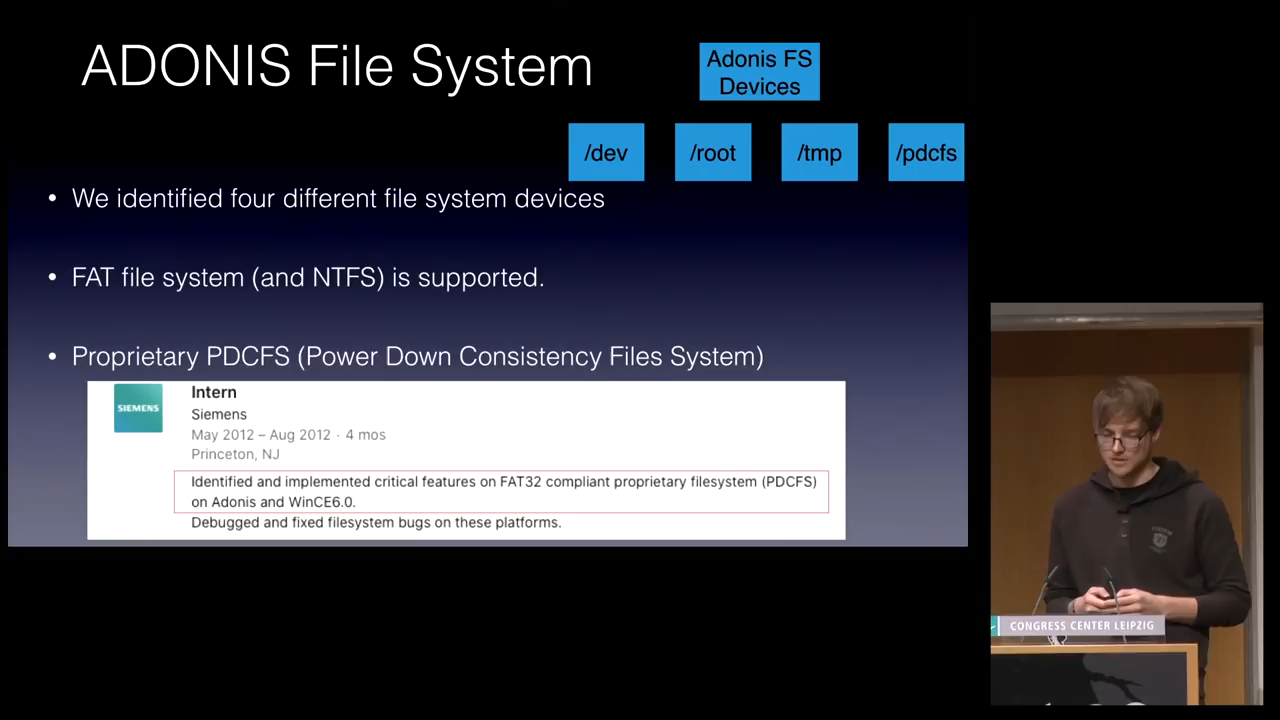 ADONIS File System
Adonis FS
Devices
/dev
/root
/tmp
/pdcfs
• We identified four different file system devices
• FAT file system (and NTFS) is supported.
• Proprietary PDCFS (Power Down Consistency Files System)
SIEMENS
Intern
Siemens
May 2012 – Aug 2012 · 4 mos
Princeton, NJ
Identified and implemented critical features on FAT32 compliant proprietary filesystem (PDCFS)
on Adonis and WinCE6.0.
Debugged and fixed filesystem bugs on these platforms.
CONGRESS CENTER LEIPZIG